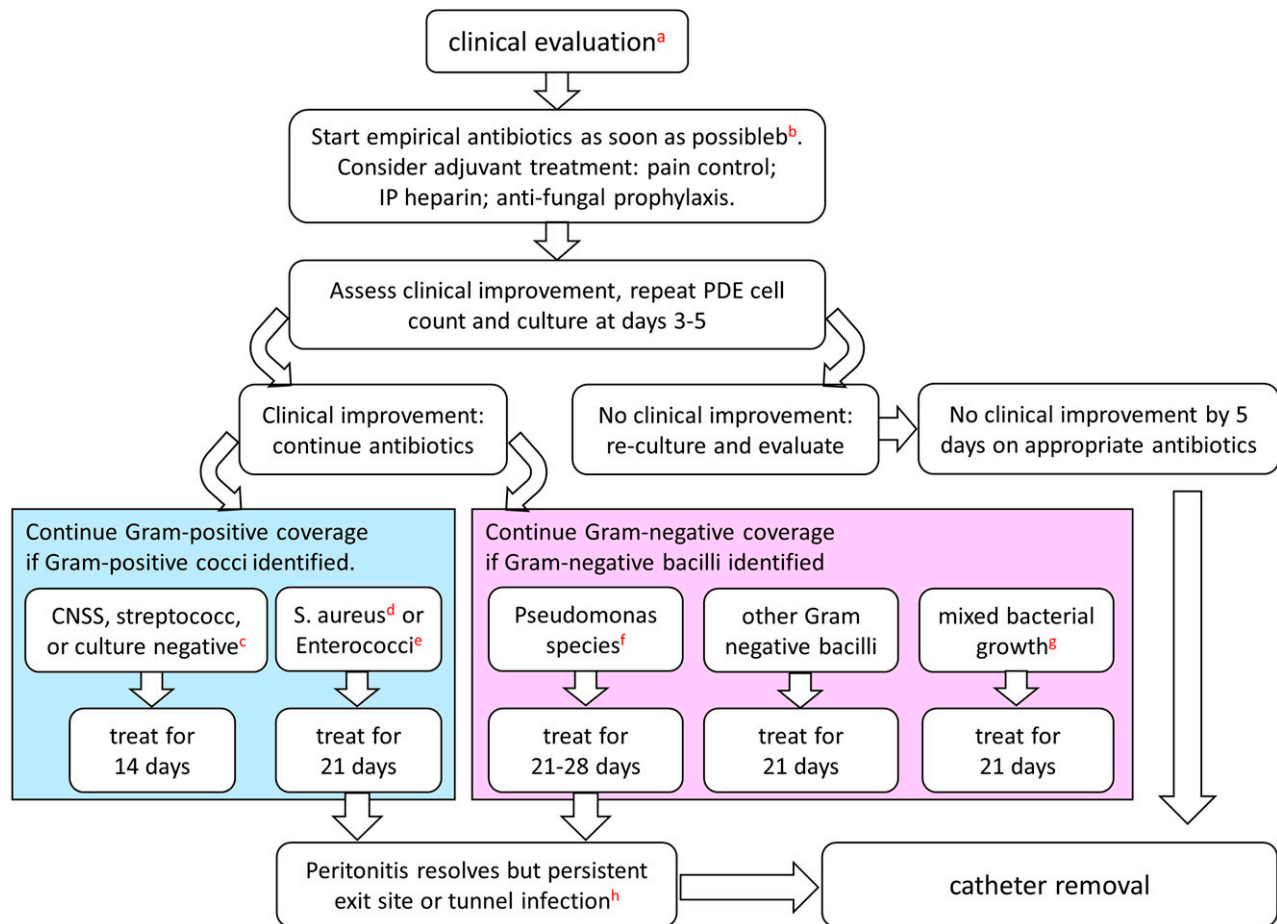 clinical evaluationa
Start empirical antibiotics as soon as possiblebb.
Consider adjuvant treatment: pain control;
IP heparin; anti-fungal prophylaxis.
Assess clinical improvement, repeat PDE cell
count and culture at days 3-5
Clinical improvement:
continue antibiotics
No clinical improvement:
re-culture and evaluate
No clinical improvement by 5
days on appropriate antibiotics
Continue Gram-positive coverage
if Gram-positive cocci identified.
CNSS, streptococc,
or culture negativec
treat for
14 days
S. aureusd or
Enterococcie
treat for
21 days
Continue Gram-negative coverage
if Gram-negative bacilli identified
Pseudomonas
speciesf
treat for
21-28 days
other Gram
negative bacilli
treat for
21 days
mixed bacterial
growthg
treat for
21 days
Peritonitis resolves but persistent
exit site or tunnel infectionh
catheter removal